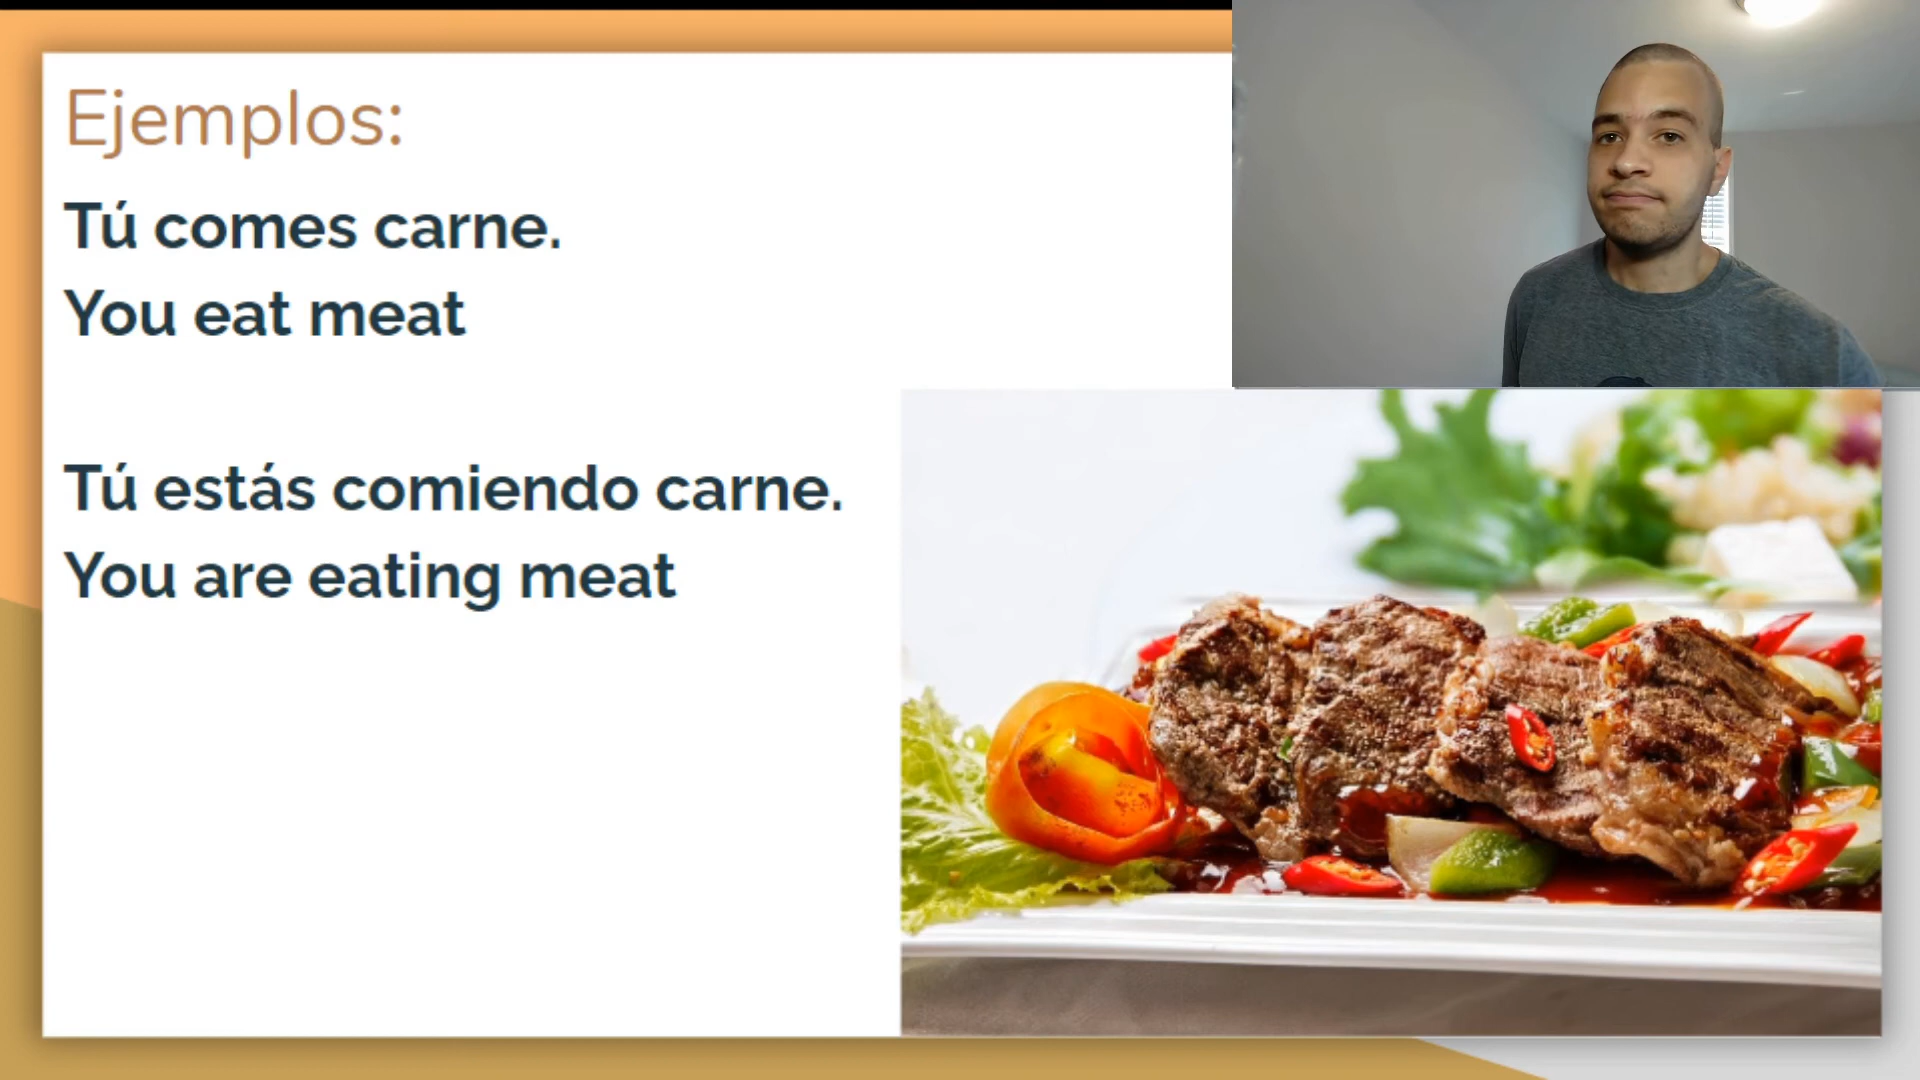 Ejemplos:
Tú comes carne.
You eat meat
Tú estás comiendo carne.
You are eating meat